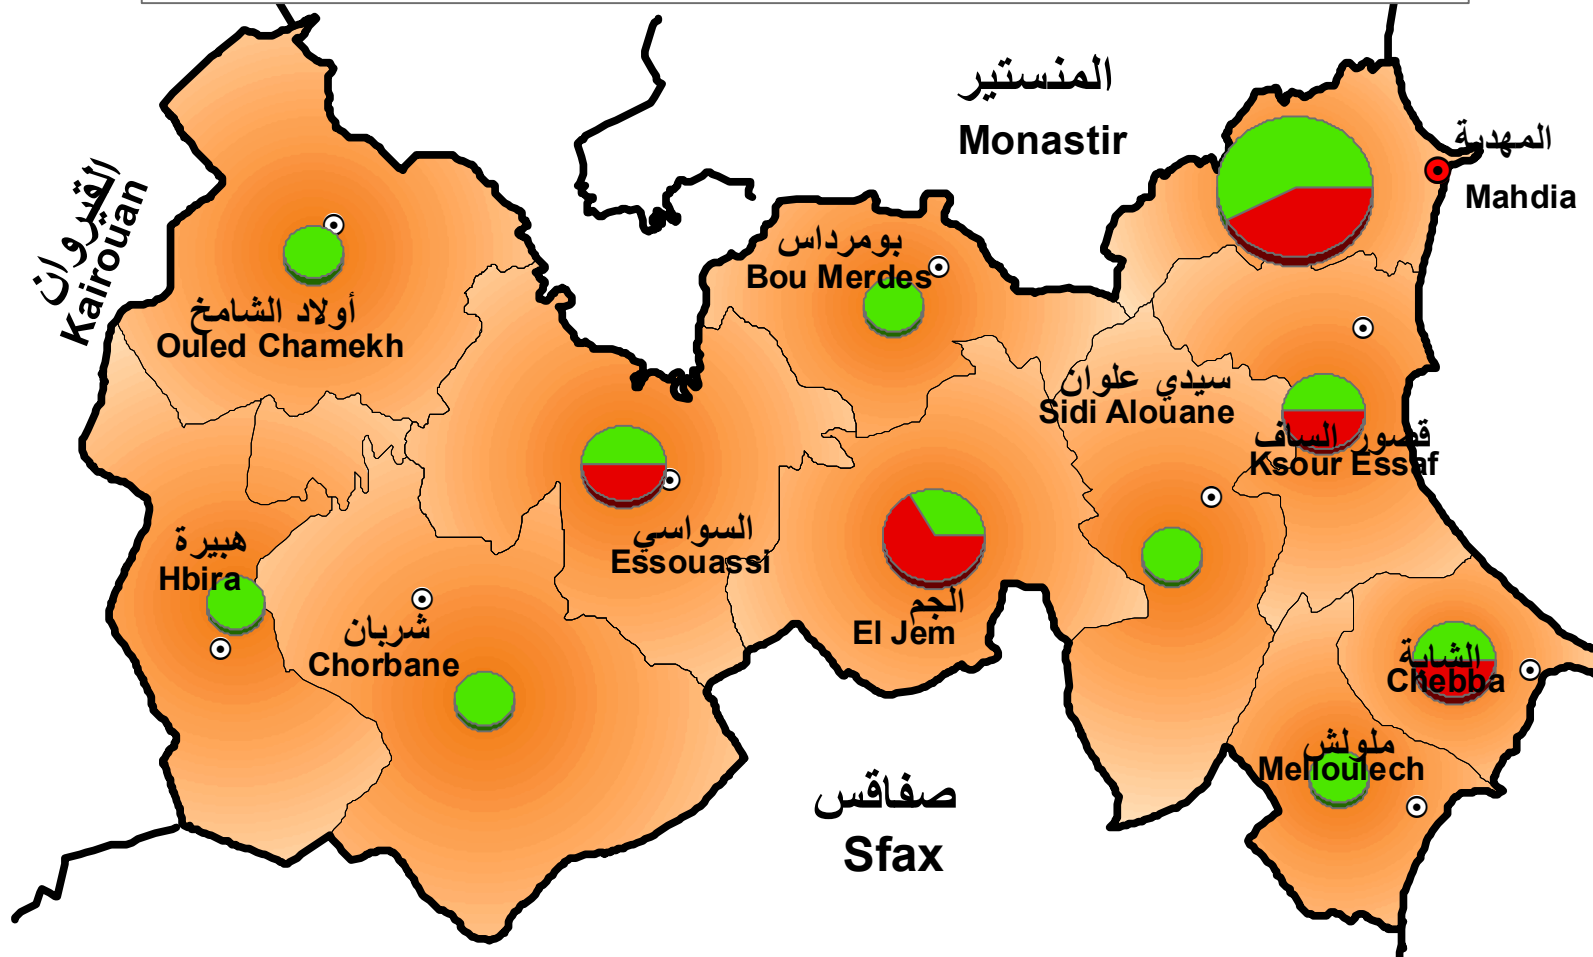 المنستير
Monastir
المهدية
Mahdia
القيروان
Kairouan
بومرداس
Bou Merdes
أولاد الشامخ
Ouled Chamekh
سيدي علوان
Sidi Alouane
قصور الساف
Ksour Essaf
السواسي
Essouassi
هبيرة
Hbira
الجم
El Jem
شربان
Chorbane
الشابة
Chebba
ملولش
Melloulech
صفاقس
Sfax